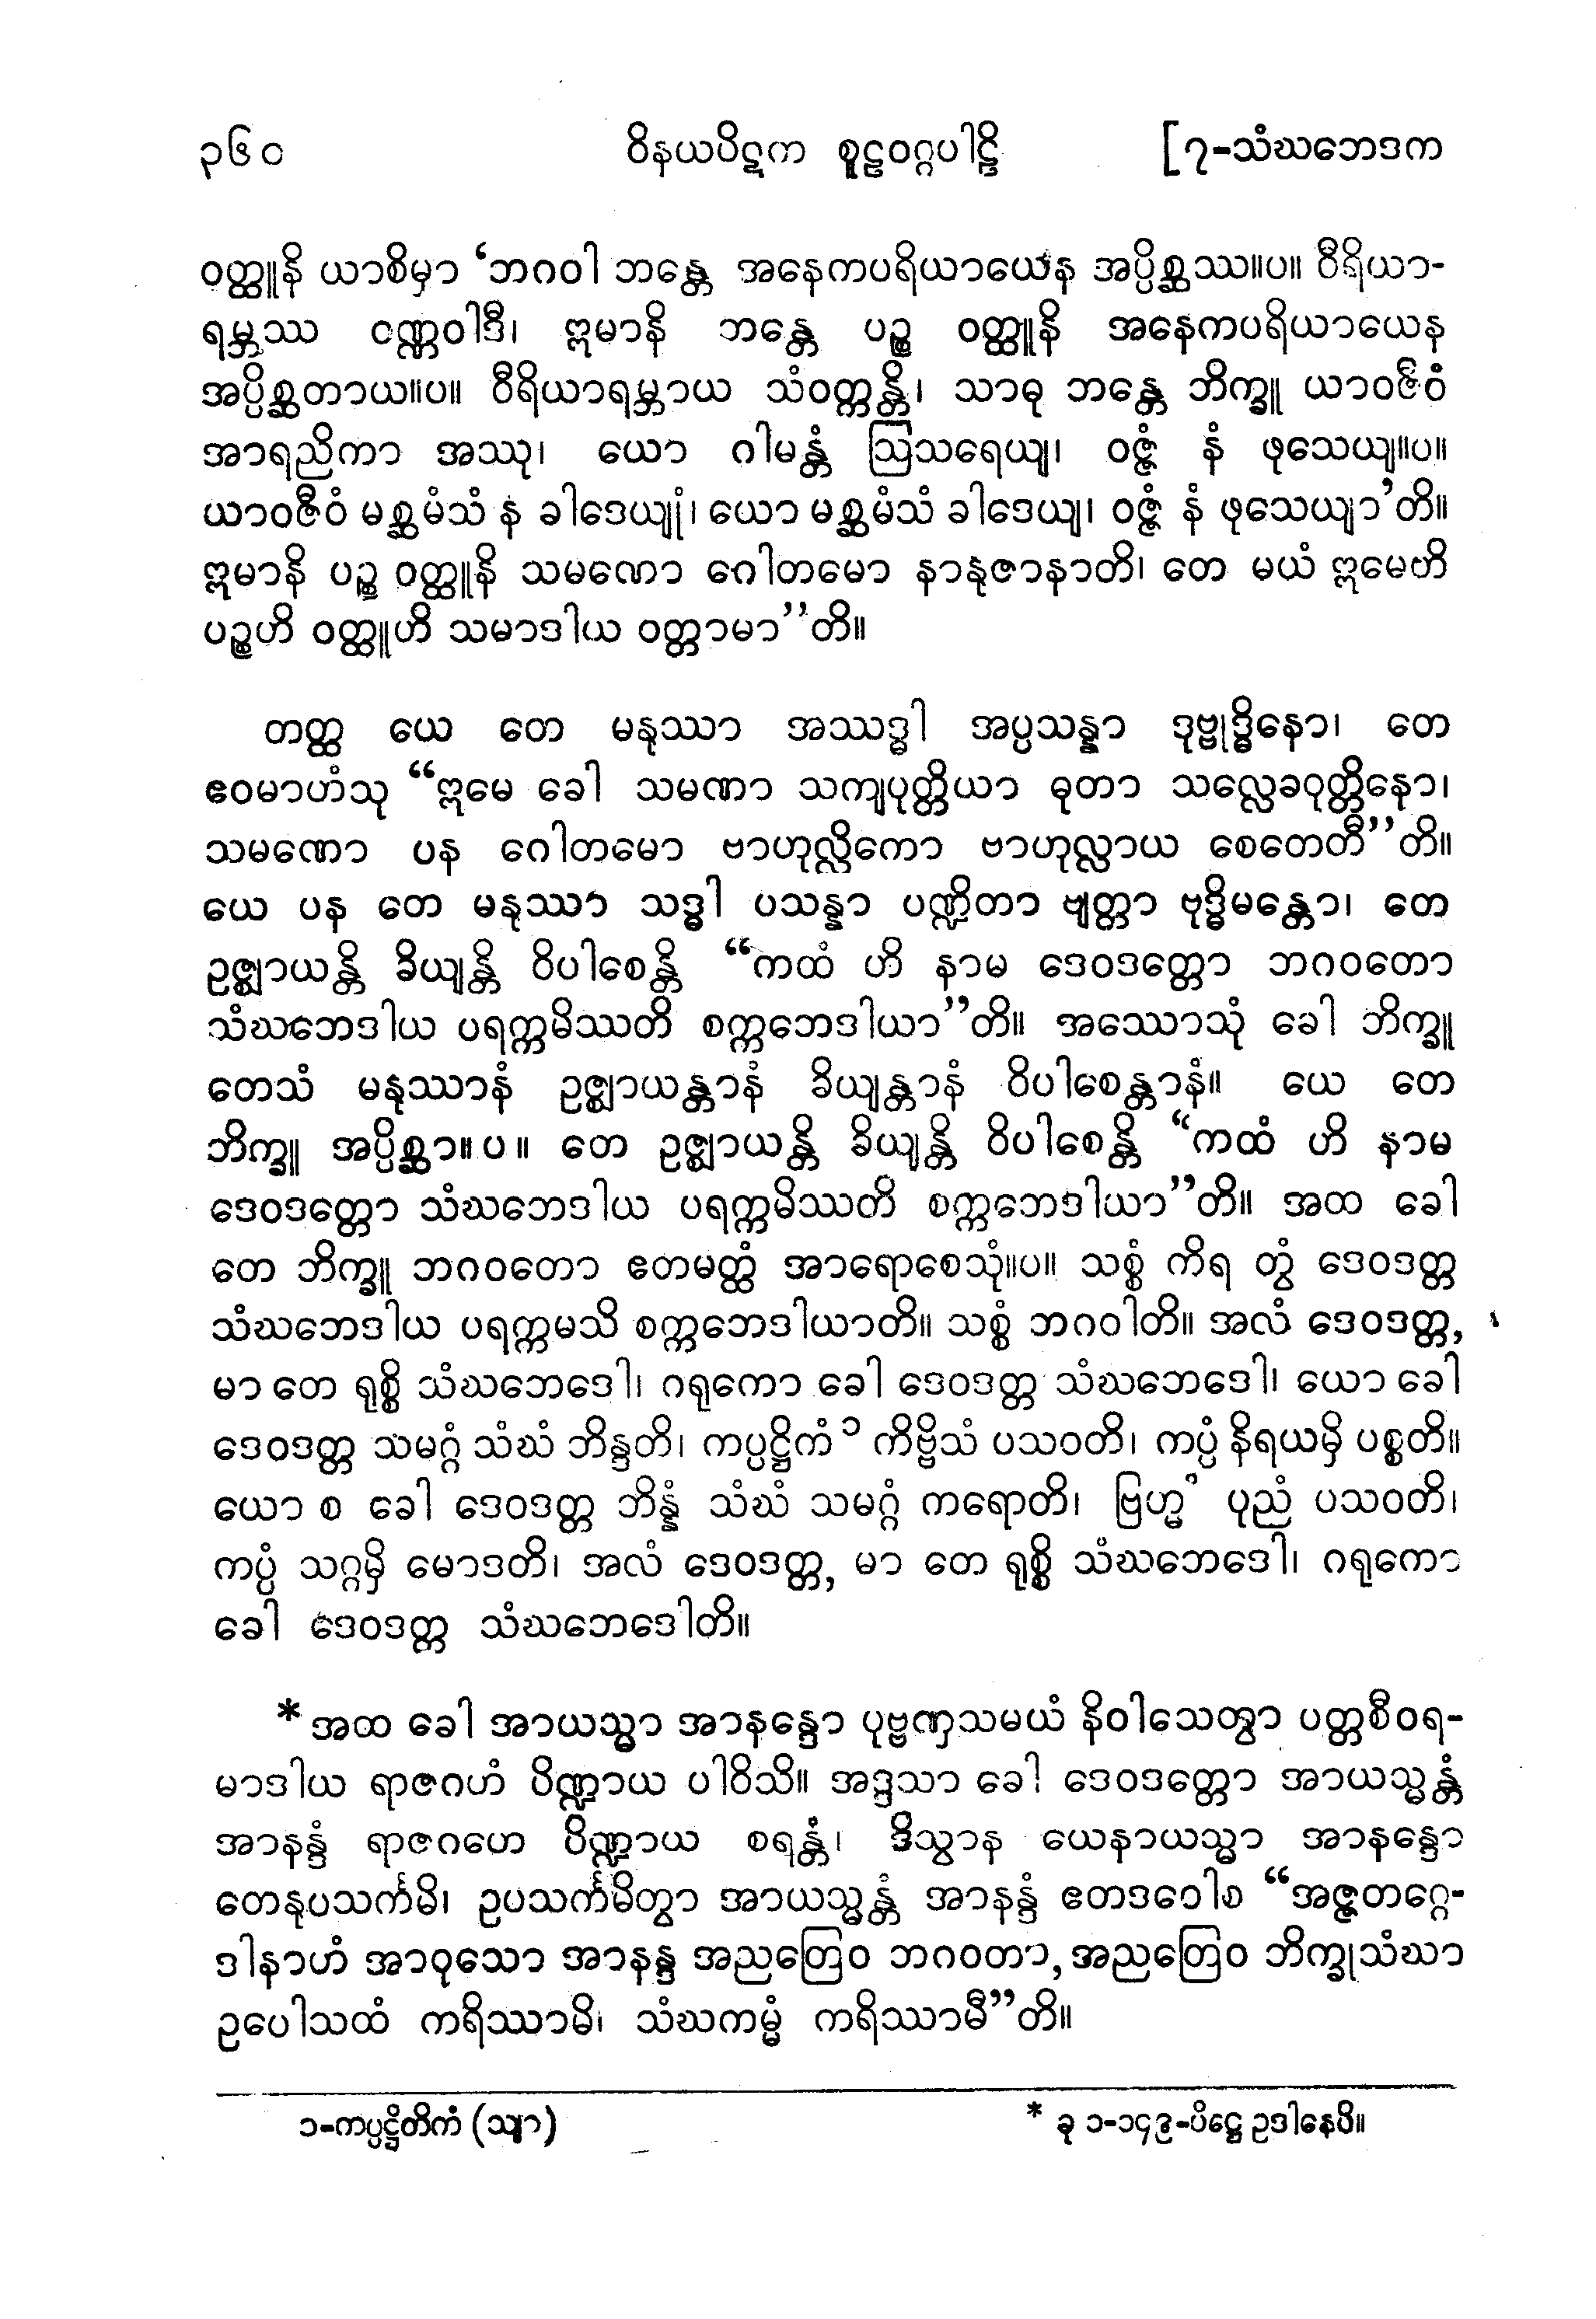 ၃၆၀ ဝိနယပိဋက စူဠဝဂ္ဂပါဠိ [၇-သံဃဘေဒက
ဝတ္ထူနိ ယာစိမှာ ‘ဘဂဝါ ဘန္တေ အနေကပရိယာယေန အပ္ပိစ္ဆဿ။ပ။ ဝီရိယာ-
ရမ္ဘဿ ဝဏ္ဏဝါဒီ၊ ဣမာနိ ဘန္တေ ပဉ္စ ဝတ္ထူနိ အနေကပရိယာယေန
အပ္ပိစ္ဆတာယ။ပ။ ဝီရိယာရမ္ဘာယ သံဝတ္တန္တိ၊ သာဓု ဘန္တေ ဘိက္ခူ ယာဝဇီဝံ
အာရညိကာ အဿု၊ ယော ဂါမန္တံ ဩသရေယျ၊ ဝဇ္ဇံ နံ ဖုသေယျ။ပ။
ယာဝဇီဝံ မစ္ဆမံသံ န ခါဒေယျုံ၊ ယော မစ္ဆမံသံ ခါဒေယျ၊ ဝဇ္ဇံ နံ ဖုသေယျာ’တိ။
ဣမာနိ ပဉ္စ ဝတ္ထူနိ သမဏော ဂေါတမော နာနုဇာနာတိ၊ တေ မယံ ဣမေဟိ
ပဉ္စဟိ ဝတ္ထူဟိ သမာဒါယ ဝတ္တာမာ”တိ။
တတ္ထ ယေ တေ မနုဿာ အဿဒ္ဓါ အပ္ပသန္နာ ဒုဗ္ဗုဒ္ဓိနော၊ တေ
ဧဝမာဟံသု “ဣမေ ခေါ သမဏာ သကျပုတ္တိယာ ဓုတာ သလ္လေခဝုတ္တိနော၊
သမဏော ပန ဂေါတမော ဗာဟုလ္လိကော ဗာဟုလ္လာယ စေတေတီ”တိ။
ယေ ပန တေ မနုဿာ သဒ္ဓါ ပသန္နာ ပဏ္ဍိတာ ဗျတ္တာ ဗုဒ္ဓိမန္တော၊ တေ
ဥဇ္ဈာယန္တိ ခိယျန္တိ ဝိပါစေန္တိ “ကထံ ဟိ နာမ ဒေဝဒတ္တော ဘဂဝတော
သံဃဘေဒါယ ပရက္ကမိဿတိ စက္ကဘေဒါယာ”တိ။ အဿောသုံ ခေါ ဘိက္ခူ
တေသံ မနုဿာနံ ဥဇ္ဈာယန္တာနံ ခိယျန္တာနံ ဝိပါစေန္တာနံ။ ယေ တေ
ဘိက္ခူ အပ္ပိစ္ဆာ။ပ။ တေ ဥဇ္ဈာယန္တိ ခိယျန္တိ ဝိပါစေန္တိ “ကထံ ဟိ နာမ
ဒေဝဒတ္တော သံဃဘေဒါယ ပရက္ကမိဿတိ စက္ကဘေဒါယာ”တိ။ အထ ခေါ
တေ ဘိက္ခူ ဘဂဝတော ဧတမတ္ထံ အာရောစေသုံ။ပ။ သစ္စံ ကိရ တွံ ဒေဝဒတ္တ
သံဃဘေဒါယ ပရက္ကမသိ စက္ကဘေဒါယာတိ။ သစ္စံ ဘဂဝါတိ။ အလံ ဒေဝဒတ္တ,
မာ တေ ရုစ္စိ သံဃဘေဒေါ၊ ဂရုကော ခေါ ဒေဝဒတ္တ သံဃဘေဒေါ၊ ယော ခေါ
ဒေဝဒတ္တ သမဂ္ဂံ သံဃံ ဘိန္ဒတိ၊ ကပ္ပဋ္ဌိကံ ၁ ကိဗ္ဗိသံ ပသဝတိ၊ ကပ္ပံ နိရယမှိ ပစ္စတိ။
ယော စ ခေါ ဒေဝဒတ္တ ဘိန္နံ သံဃံ သမဂ္ဂံ ကရောတိ၊ ဗြဟ္မံ ပုညံ ပသဝတိ၊
ကပ္ပံ သဂ္ဂမှိ မောဒတိ၊ အလံ ဒေဝဒတ္တ, မာ တေ ရုစ္စိ သံဃဘေဒေါ၊ ဂရုကော
ခေါ ဒေဝဒတ္တ သံဃဘေဒေါတိ။
* အထ ခေါ အာယသ္မာ အာနန္ဒော ပုဗ္ဗဏှသမယံ နိဝါသေတွာ ပတ္တစီဝရ-
မာဒါယ ရာဇဂဟံ ပိဏ္ဍာယ ပါဝိသိ။ အဒ္ဒသာ ခေါ ဒေဝဒတ္တော အာယသ္မန္တံ
အာနန္ဒံ ရာဇဂဟေ ပိဏ္ဍာယ စရန္တံ၊ ဒိသွာန ယေနာယသ္မာ အာနန္ဒော
တေနုပသင်္ကမိ၊ ဥပသင်္ကမိတွာ အာယသ္မန္တံ အာနန္ဒံ ဧတဒဝေါစ “အဇ္ဇတဂ္ဂေ-
ဒါနာဟံ အာဝုသော အာနန္ဒ အညတြေဝ ဘဂဝတာ, အညတြေဝ ဘိက္ခုသံဃာ
ဥပေါသထံ ကရိဿာမိ၊ သံဃကမ္မံ ကရိဿာမီ”တိ။
၁-ကပ္ပဋ္ဌိတိကံ (သျာ) * ခု ၁-၁၄၉-ပိဋ္ဌေ ဥဒါနေပိ။